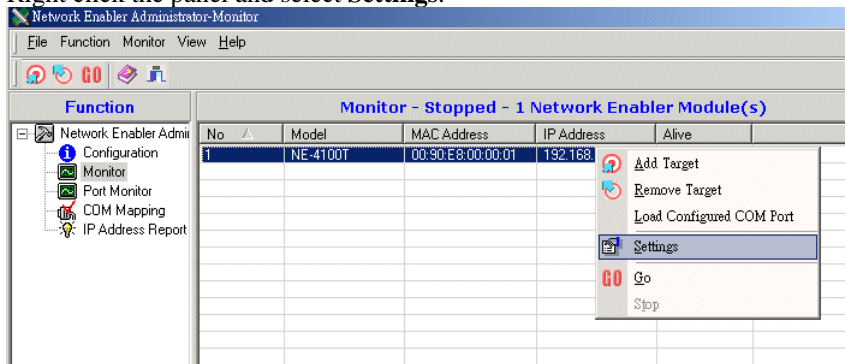 Right click the panel and select Settings.
Network Enabler Administrator-Monitor
File Function Monitor View Help
GO
Function
Monitor - Stopped - 1 Network Enabler Module(s)
No Model MAC Address IP Address Alive
Network Enabler Admi
Configuration
Monitor
Port Monitor
COM Mapping
IP Address Report
1 NE-4100T 00:90:E8:00:00:01 192.168.
Add Target
Remove Target
Load Configured COM Port
Settings
GO Go
Stop